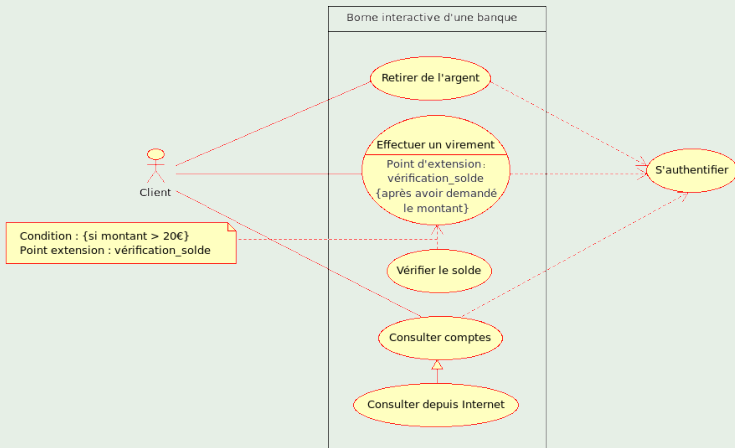 Borne interactive d'une banque
Retirer de l'argent
Effectuer un virement
Point d'extension:
vérification_solde
{après avoir demandé
le montant}
S'authentifier
Client
Condition : {si montant > 20€}
Point extension : vérification_solde
Vérifier le solde
Consulter comptes
Consulter depuis Internet